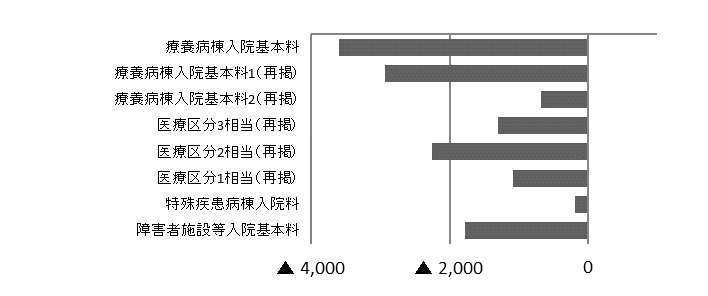 療養病棟入院基本料
療養病棟入院基本料1(再掲)
療養病棟入院基本料2(再掲)
医療区分3相当(再掲)
医療区分2相当(再掲)
医療区分1相当(再掲)
特殊疾患病棟入院料
障害者施設等入院基本料
▲ 4,000 ▲ 2,000 0